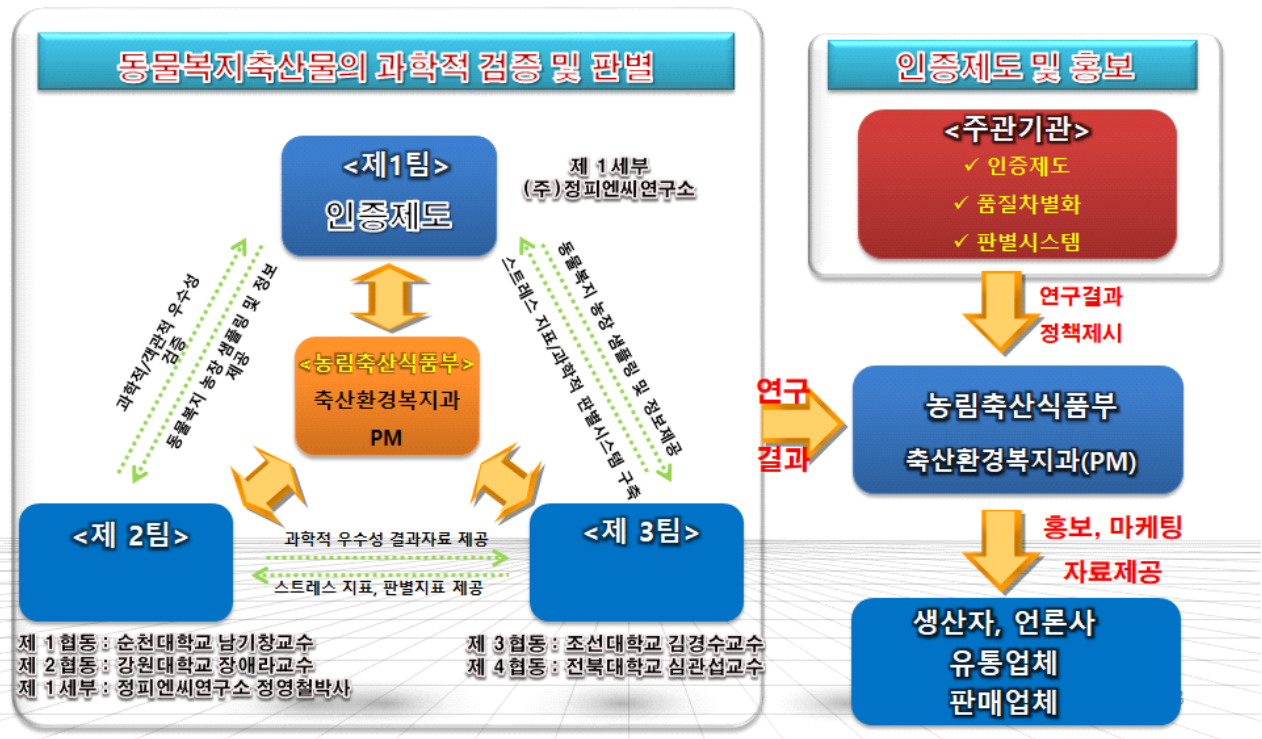 동물복지축산물의 과학적 검증 및 판별
<제1팀>
인증제도
제 1세부
(주)정피엔씨연구소
과학적/객관적 우수성
검증
동물복지 농장 샘플링 및 정보
제공
동물복지 농장 샘플링 및 정보제공
스트레스 지표/과학적 판별시스템 구축
<농림축산식품부>
축산환경복지과
PM
<제 2팀>
과학적 우수성 결과자료 제공
스트레스 지표, 판별지표 제공
<제 3팀>
제 1협동 : 순천대학교 남기창교수
제 2협동 : 강원대학교 장애라교수
제 1세부 : 정피엔씨연구소 정영철박사
제 3협동 : 조선대학교 김경수교수
제 4협동 : 전북대학교 심관섭교수
연구
결과
인증제도 및 홍보
<주관기관>
✓ 인증제도
✓ 품질차별화
✓ 판별시스템
연구결과
정책제시
농림축산식품부
축산환경복지과(PM)
홍보, 마케팅
자료제공
생산자, 언론사
유통업체
판매업체